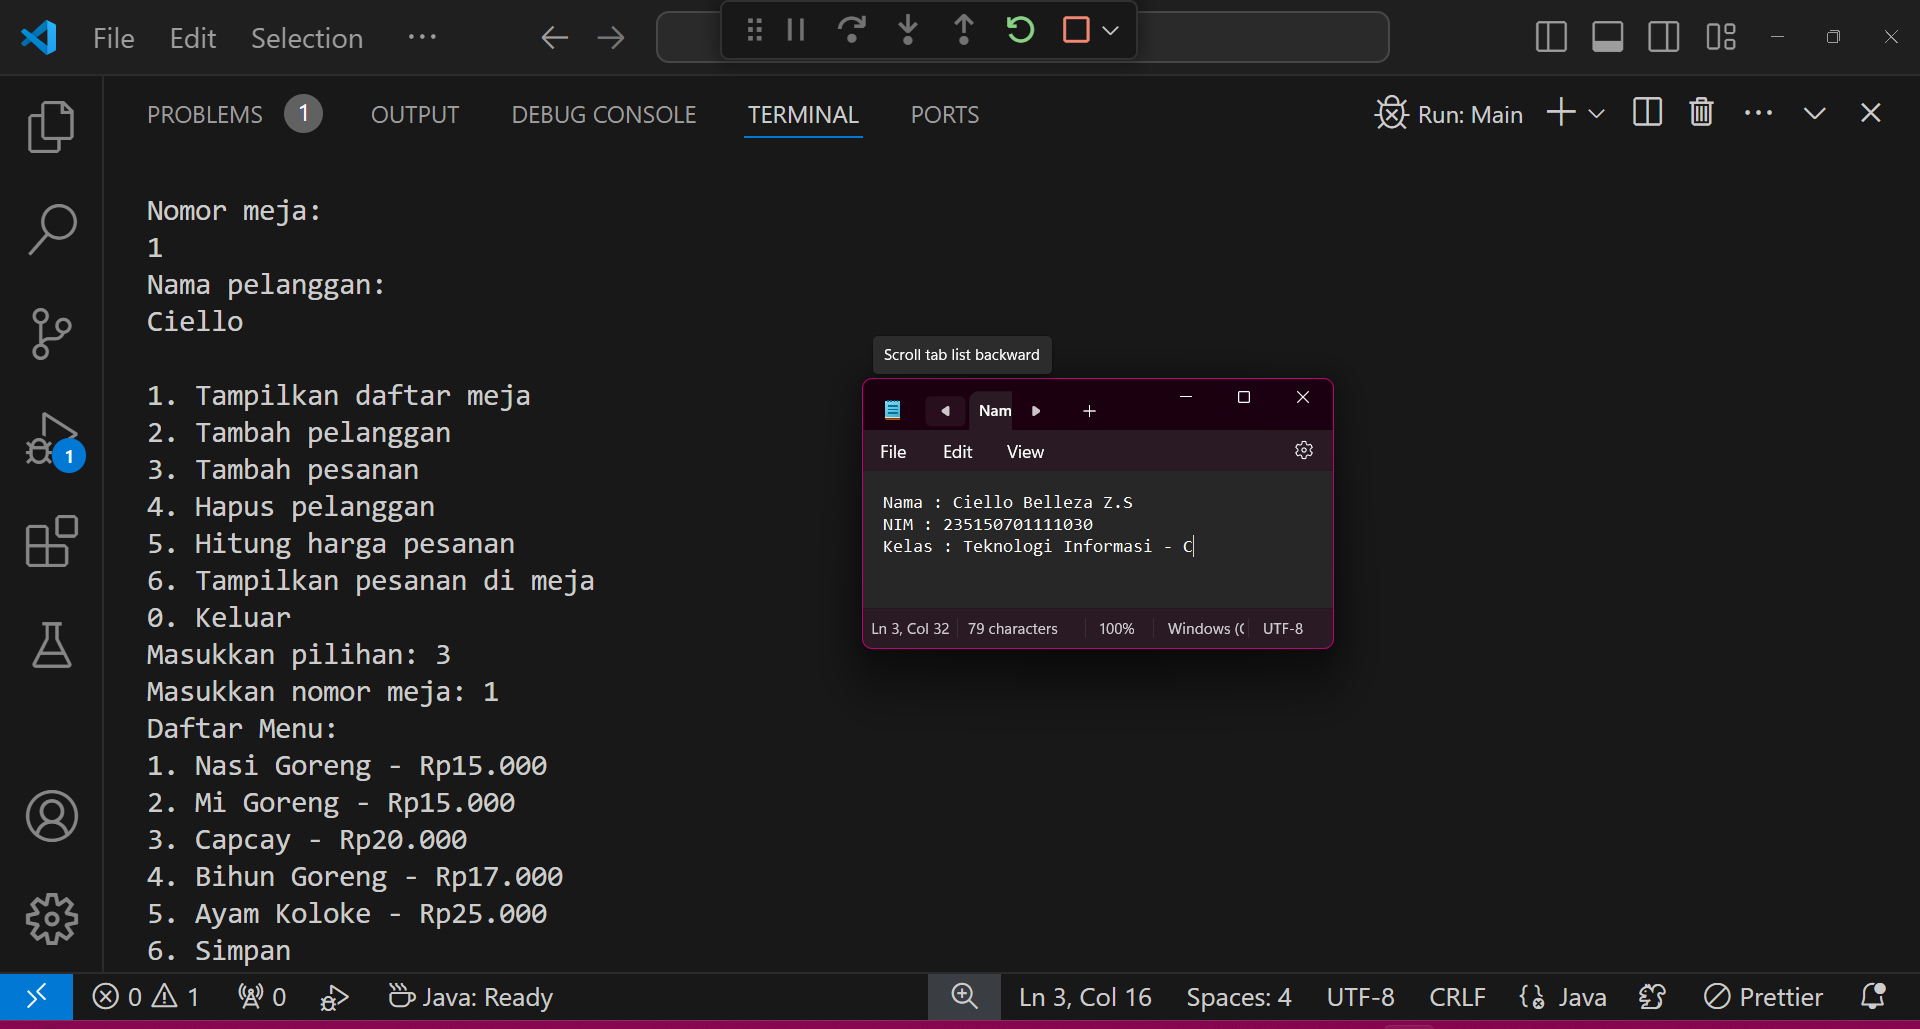 File Edit Selection ···
PROBLEMS 1 OUTPUT DEBUG CONSOLE TERMINAL PORTS Run: Main
Nomor meja:
1
Nama pelanggan:
Ciello
1. Tampilkan daftar meja
2. Tambah pelanggan
3. Tambah pesanan
4. Hapus pelanggan
5. Hitung harga pesanan
6. Tampilkan pesanan di meja
0. Keluar
Masukkan pilihan: 3
Masukkan nomor meja: 1
Daftar Menu:
1. Nasi Goreng - Rp15.000
2. Mi Goreng - Rp15.000
3. Capcay - Rp20.000
4. Bihun Goreng - Rp17.000
5. Ayam Koloke - Rp25.000
6. Simpan
Scroll tab list backward
Nam
File Edit View
Nama : Ciello Belleza Z.S
NIM : 235150701111030
Kelas : Teknologi Informasi - C
Ln 3, Col 32 79 characters 100% Windows (C UTF-8
1
0 1 0 Java: Ready Ln 3, Col 16 Spaces: 4 UTF-8 CRLF {} Java Prettier